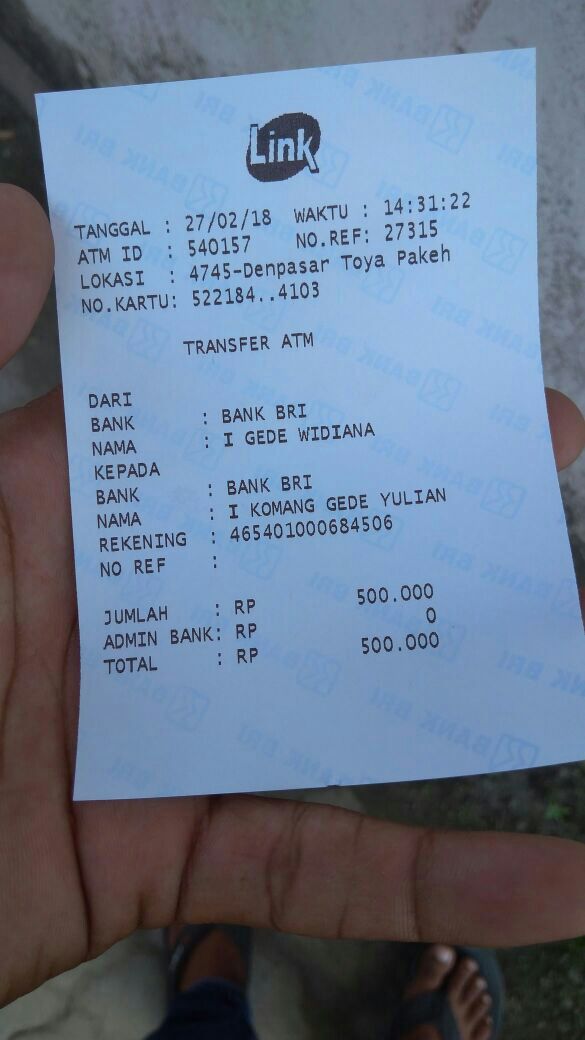 Link
TANGGAL : 27/02/18 WAKTU : 14:31:22
ATM ID : 540157 NO.REF: 27315
LOKASI : 4745-Denpasar Toya Pakeh
NO.KARTU: 522184..4103
TRANSFER ATM
DARI
BANK : BANK BRI
NAMA : I GEDE WIDIANA
KEPADA
BANK : BANK BRI
NAMA : I KOMANG GEDE YULIAN
REKENING : 465401000684506
NO REF :
JUMLAH : RP 500.000
ADMIN BANK: RP 0
TOTAL : RP 500.000
BANK BRI